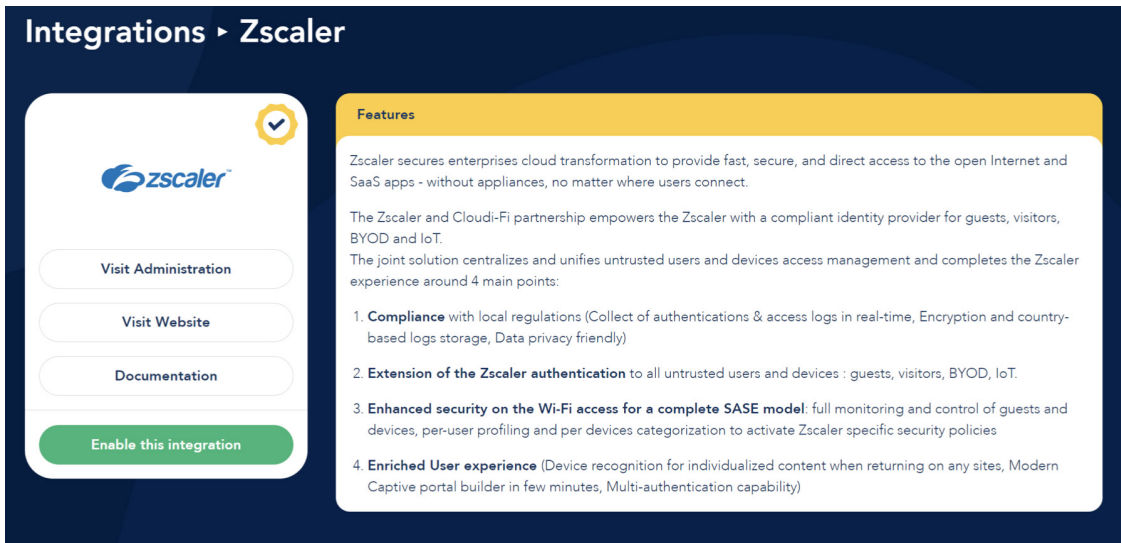 Integrations ▸ Zscaler
zscaler™
Visit Administration
Visit Website
Documentation
Enable this integration
Features
Zscaler secures enterprises cloud transformation to provide fast, secure, and direct access to the open Internet and
SaaS apps - without appliances, no matter where users connect.
The Zscaler and Cloudi-Fi partnership empowers the Zscaler with a compliant identity provider for guests, visitors,
BYOD and IoT.
The joint solution centralizes and unifies untrusted users and devices access management and completes the Zscaler
experience around 4 main points:
1. Compliance with local regulations (Collect of authentications & access logs in real-time, Encryption and country-
based logs storage, Data privacy friendly)
2. Extension of the Zscaler authentication to all untrusted users and devices : guests, visitors, BYOD, IoT.
3. Enhanced security on the Wi-Fi access for a complete SASE model: full monitoring and control of guests and
devices, per-user profiling and per devices categorization to activate Zscaler specific security policies
4. Enriched User experience (Device recognition for individualized content when returning on any sites, Modern
Captive portal builder in few minutes, Multi-authentication capability)